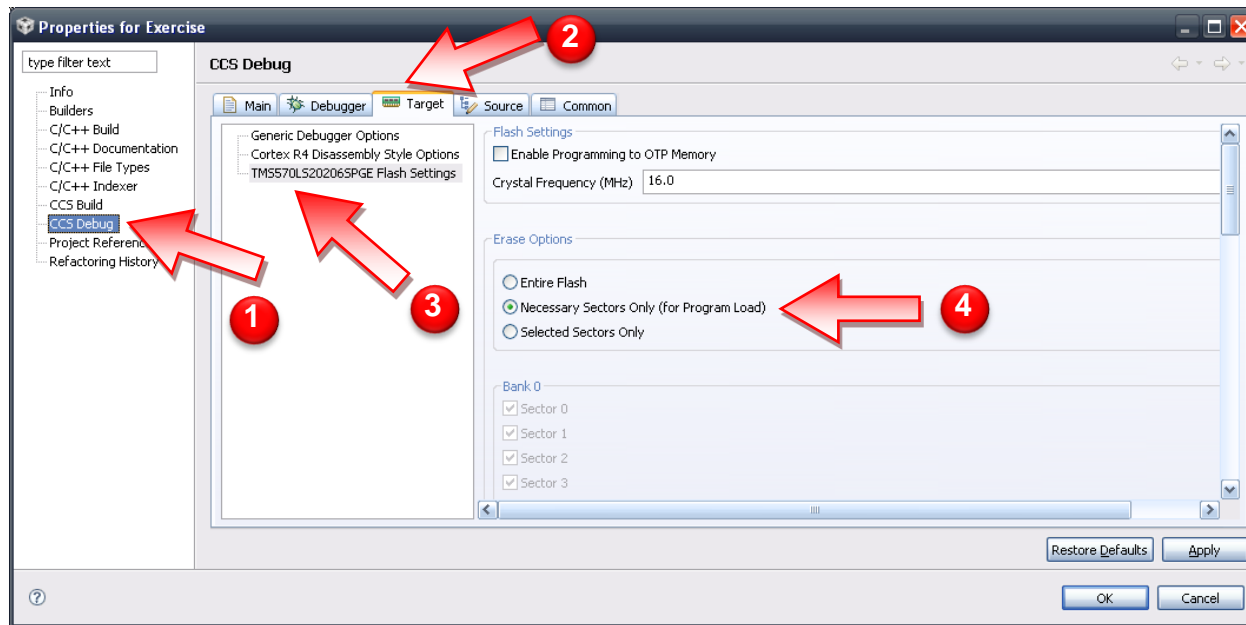 Properties for Exercise
2
type filter text
CCS Debug
Info
Builders
C/C++ Build
C/C++ Documentation
C/C++ File Types
C/C++ Indexer
CCS Build
CCS Debug
Project Referenc
Refactoring History
1
Main
Debugger
Target
Source
Common
Generic Debugger Options
Cortex R4 Disassembly Style Options
TMS570LS20206SPGE Flash Settings
3
Flash Settings
Enable Programming to OTP Memory
Crystal Frequency (MHz) 16.0
Erase Options
Entire Flash
Necessary Sectors Only (for Program Load)
4
Selected Sectors Only
Bank 0
Sector 0
Sector 1
Sector 2
Sector 3
Restore Defaults
Apply
?
OK
Cancel